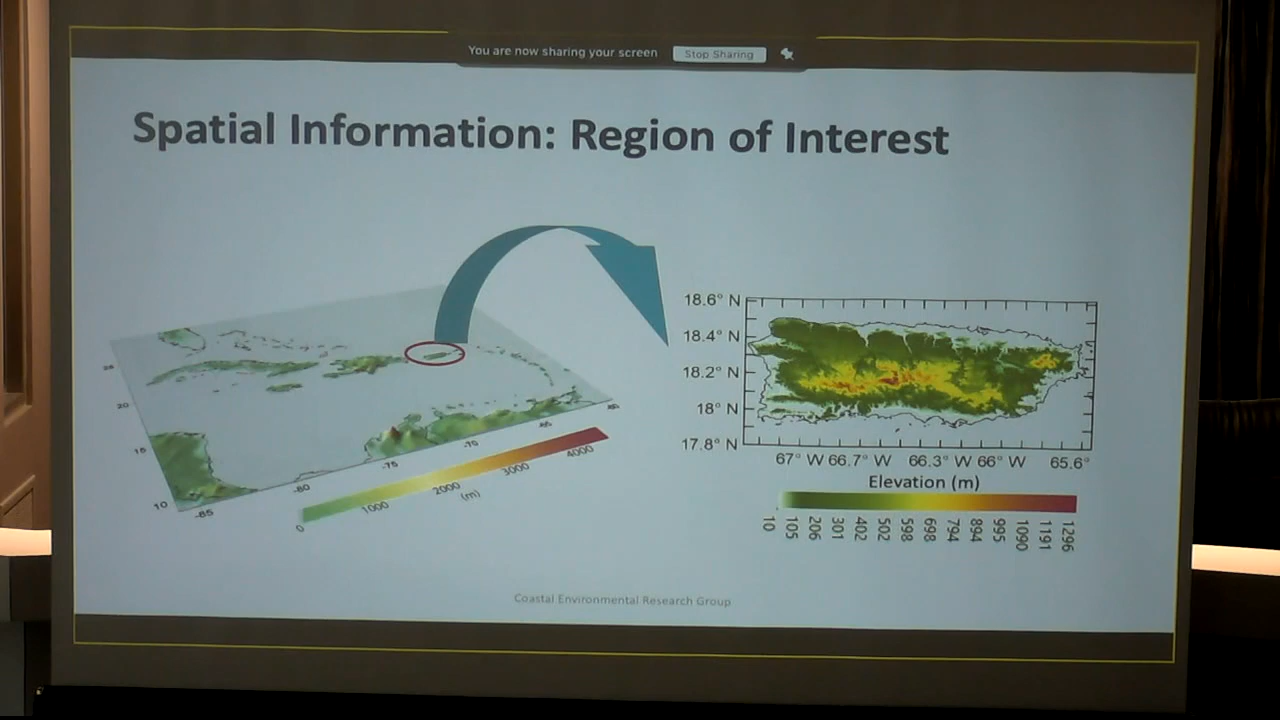 You are now sharing your screen Stop Sharing
Spatial Information: Region of Interest
20
15
10
-85
-80
-75
-70
-65
0
1000
2000
3000
4000
(m)
18.6° N
18.4° N
18.2° N
18° N
17.8° N
67° W 66.7° W 66.3° W 66° W 65.6°
Elevation (m)
10 105 206 301 402 502 598 698 794 894 995 1090 1191 1296
Coastal Environmental Research Group